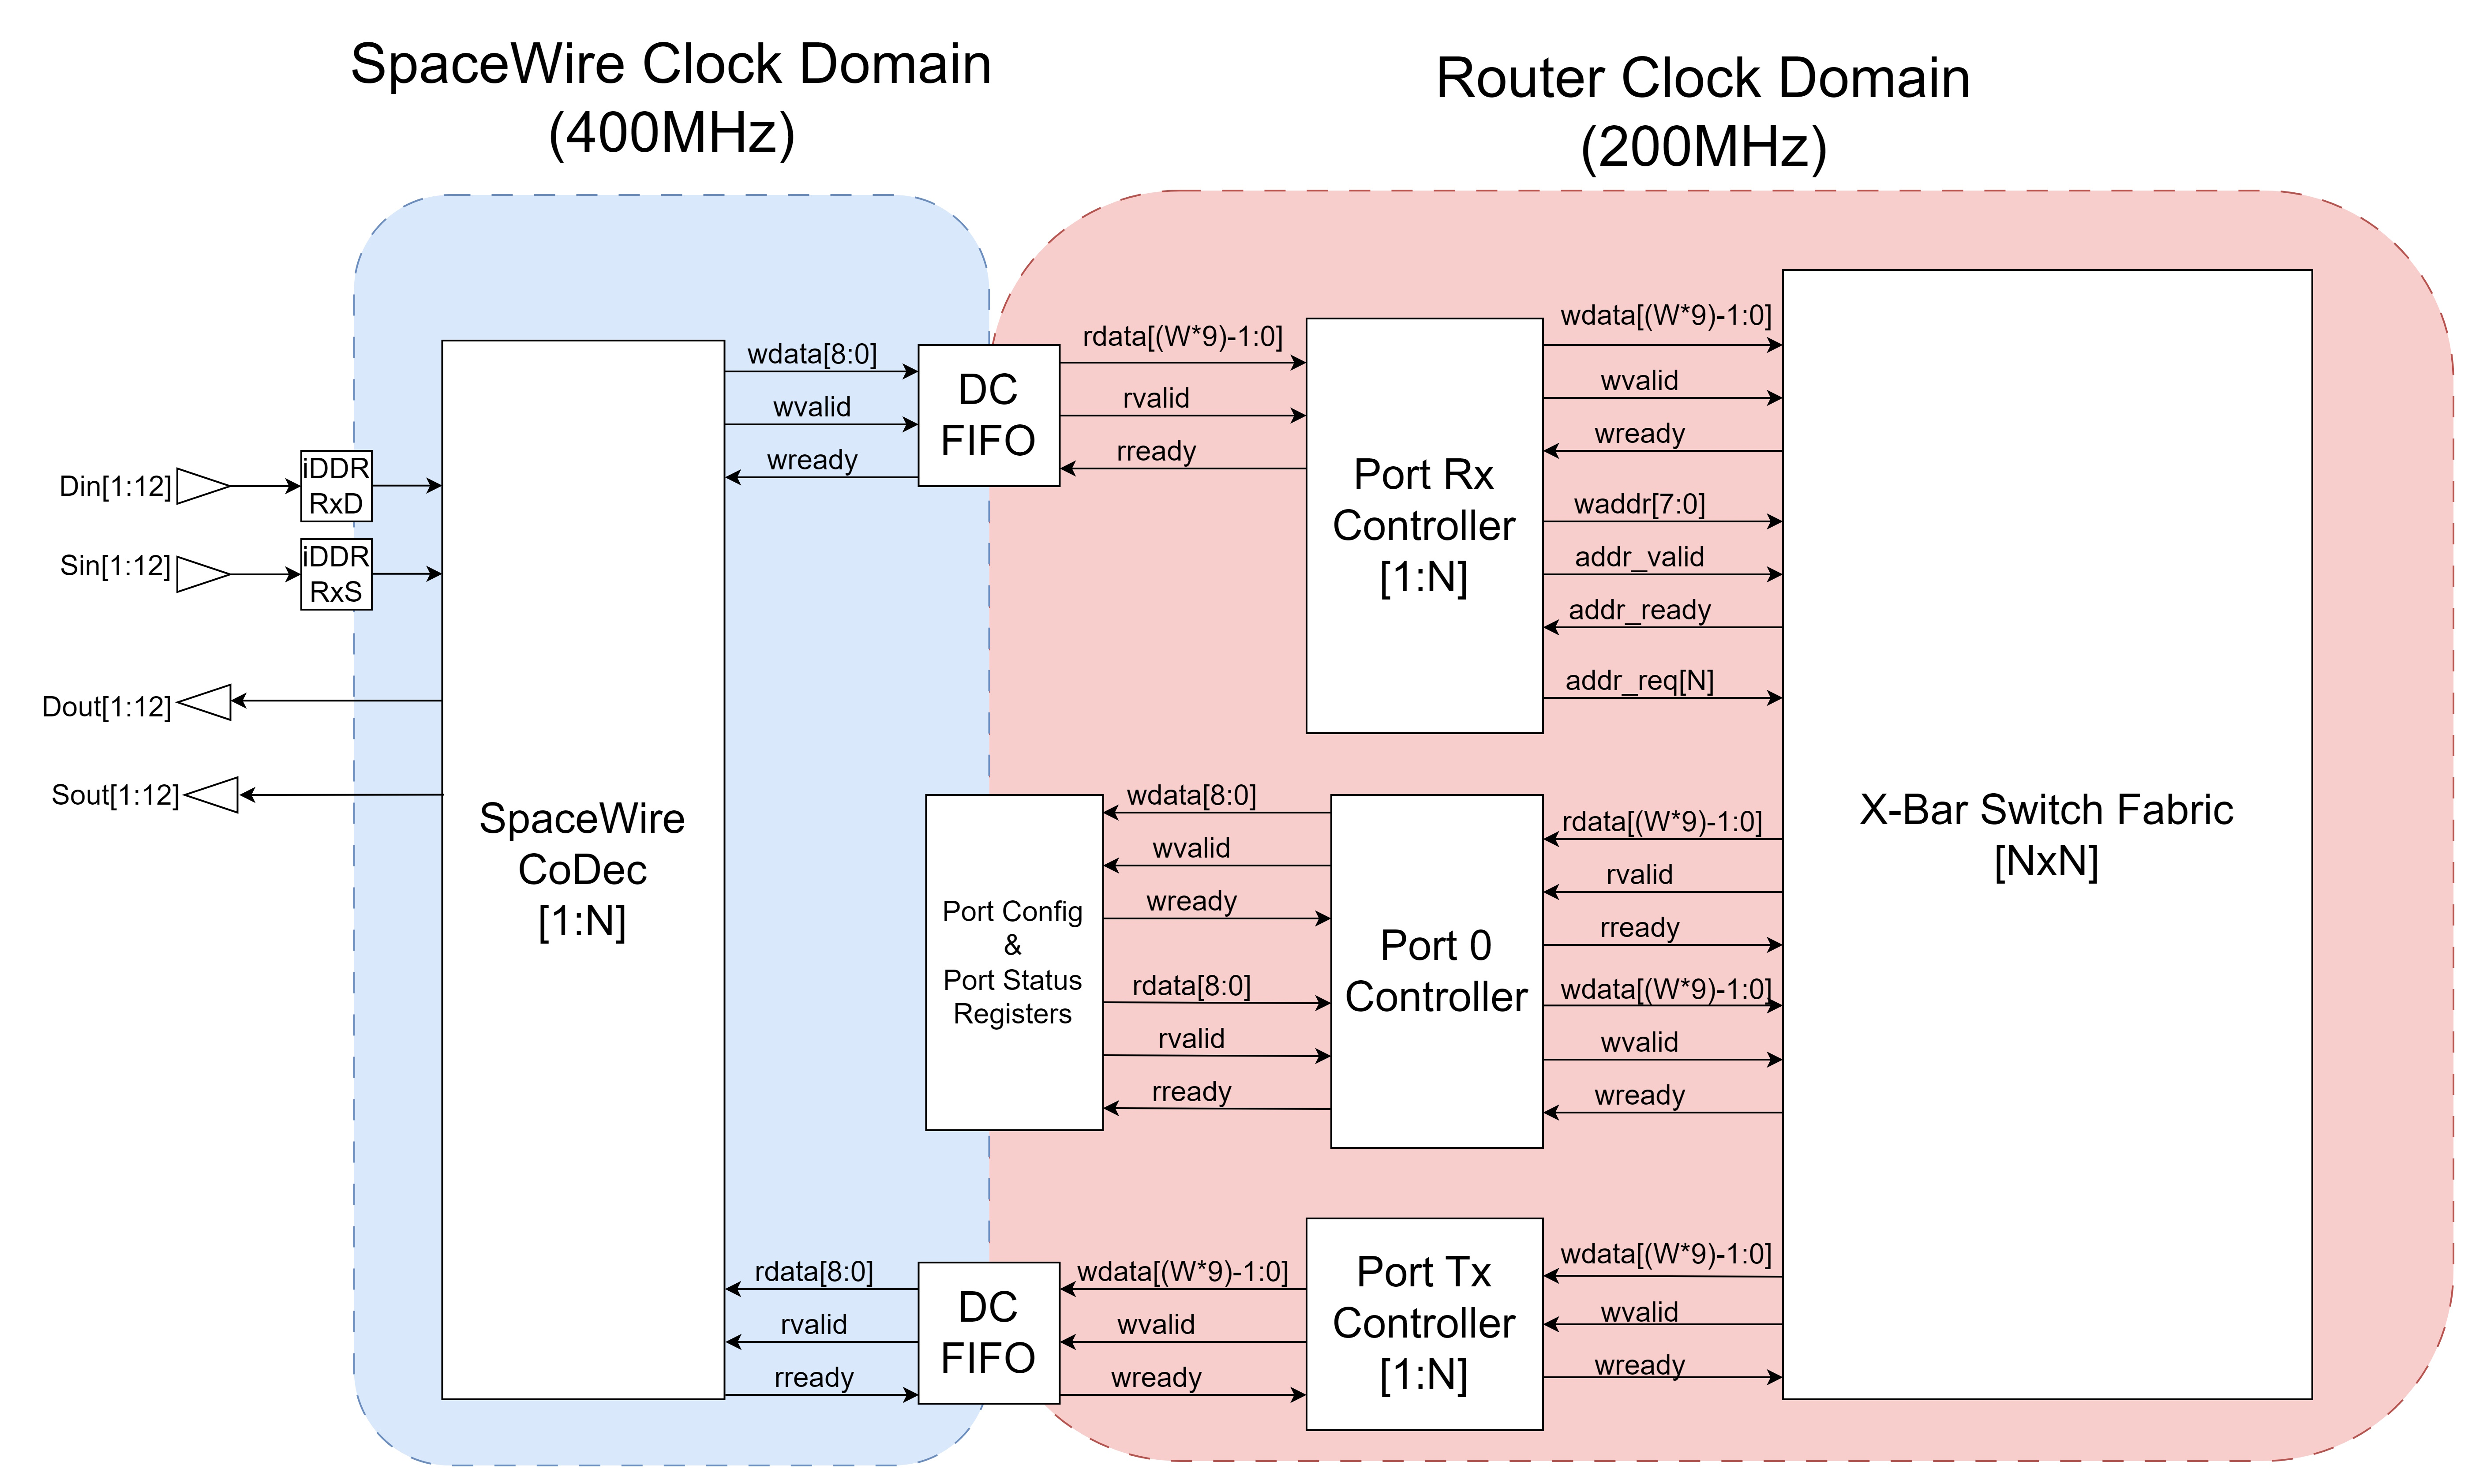 SpaceWire Clock Domain
(400MHz)
Router Clock Domain
(200MHz)
Din[1:12]
Sin[1:12]
Dout[1:12]
Sout[1:12]
iDDR
RxD
iDDR
RxS
SpaceWire
CoDec
[1:N]
wdata[8:0]
wvalid
wready
DC
FIFO
rdata[(W*9)-1:0]
rvalid
rready
Port Rx
Controller
[1:N]
wdata[(W*9)-1:0]
wvalid
wready
waddr[7:0]
addr_valid
addr_ready
addr_req[N]
X-Bar Switch Fabric
[NxN]
Port Config
&
Port Status
Registers
wdata[8:0]
wvalid
wready
rdata[8:0]
rvalid
rready
Port 0
Controller
rdata[(W*9)-1:0]
rvalid
rready
wdata[(W*9)-1:0]
wvalid
wready
rdata[8:0]
rvalid
rready
DC
FIFO
wdata[(W*9)-1:0]
wvalid
wready
Port Tx
Controller
[1:N]
wdata[(W*9)-1:0]
wvalid
wready